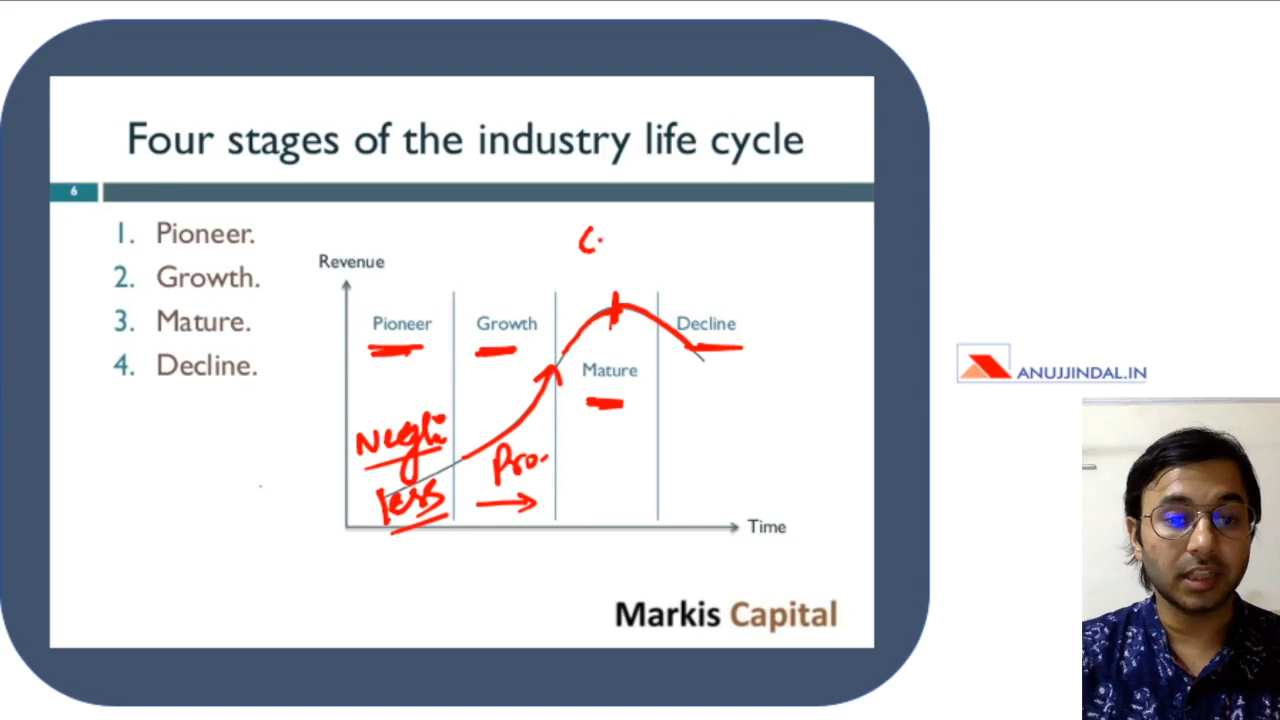 Four stages of the industry life cycle
6
1. Pioneer.
2. Growth.
3. Mature.
4. Decline.
Revenue
Pioneer
Growth
Mature
Decline
Negli
less
Pro.
Time
Markis Capital
ANUJJINDAL.IN